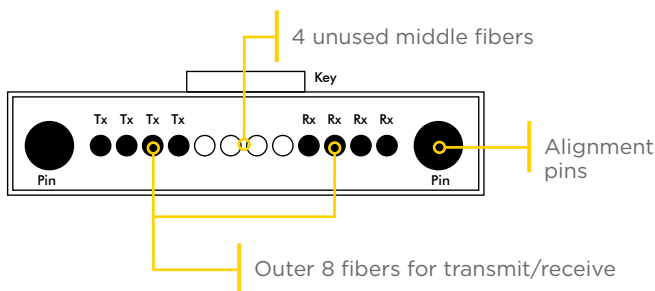 4 unused middle fibers
Key
Tx Tx Tx Tx
Rx Rx Rx Rx
Pin
Pin
Alignment
pins
Outer 8 fibers for transmit/receive